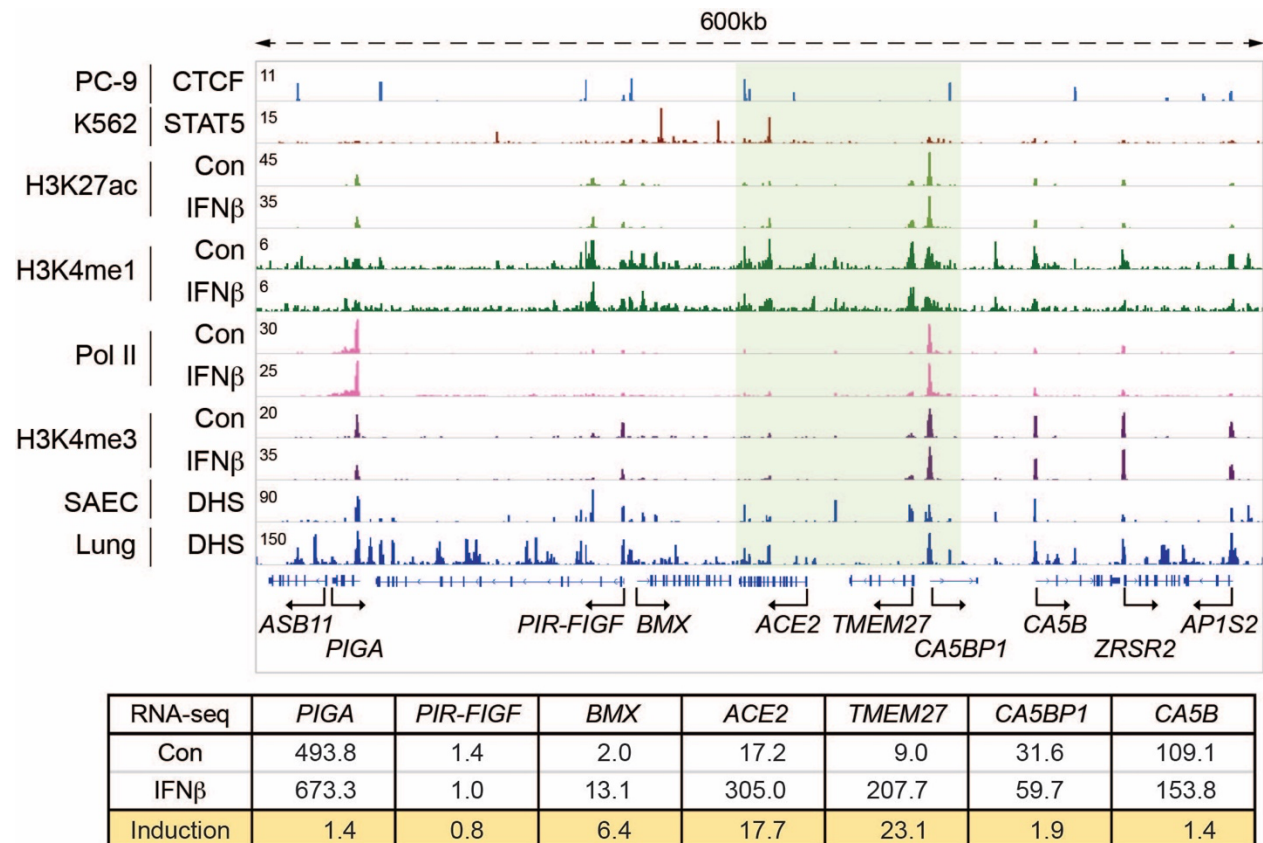 600kb
PC-9 CTCF 11
K562 STAT5 15
H3K27ac Con 45
IFNβ 35
H3K4me1 Con 6
IFNβ 6
Pol II Con 30
IFNβ 25
H3K4me3 Con 20
IFNβ 35
SAEC DHS 90
Lung DHS 150
ASB11 PIR-FIGF BMX ACE2 TMEM27 CA5B AP1S2
PIGA CA5BP1 ZRSR2
RNA-seq PIGA PIR-FIGF BMX ACE2 TMEM27 CA5BP1 CA5B
Con 493.8 1.4 2.0 17.2 9.0 31.6 109.1
IFNβ 673.3 1.0 13.1 305.0 207.7 59.7 153.8
Induction 1.4 0.8 6.4 17.7 23.1 1.9 1.4